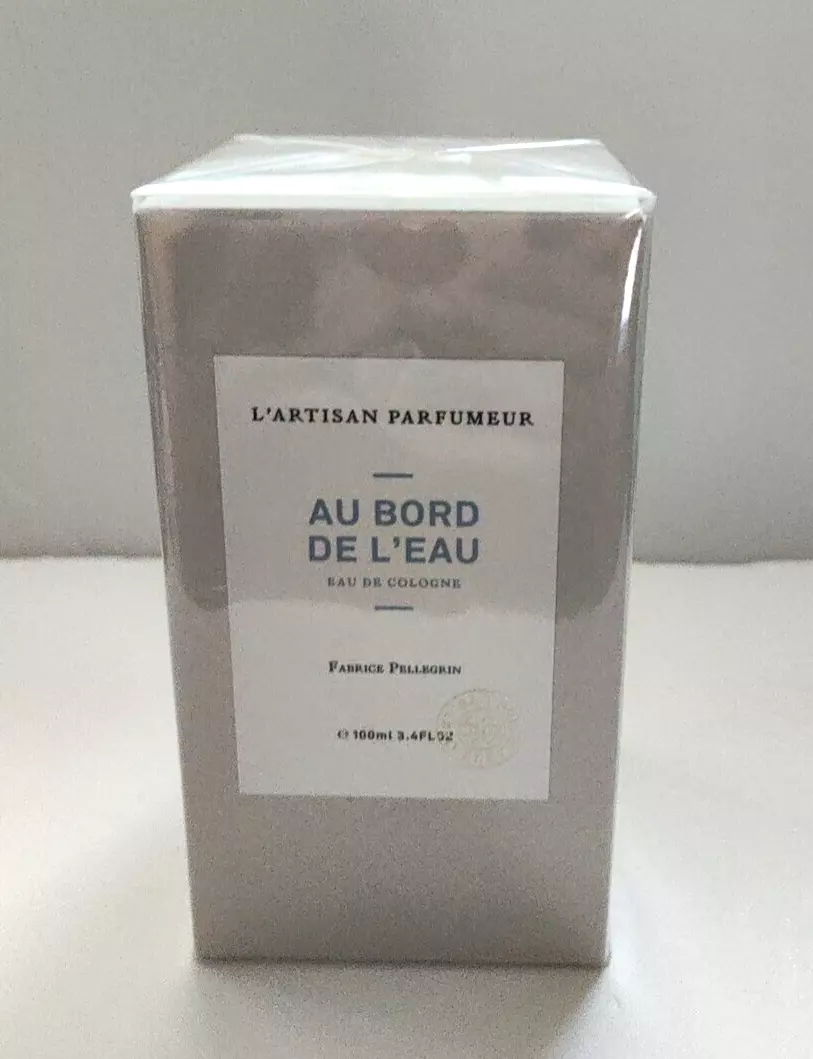 L'ARTISAN PARFUMEUR
AU BORD
DE L'EAU
EAU DE COLOGNE
FABRICE PELLEGRIN
℮ 100ml 3.4FL OZ